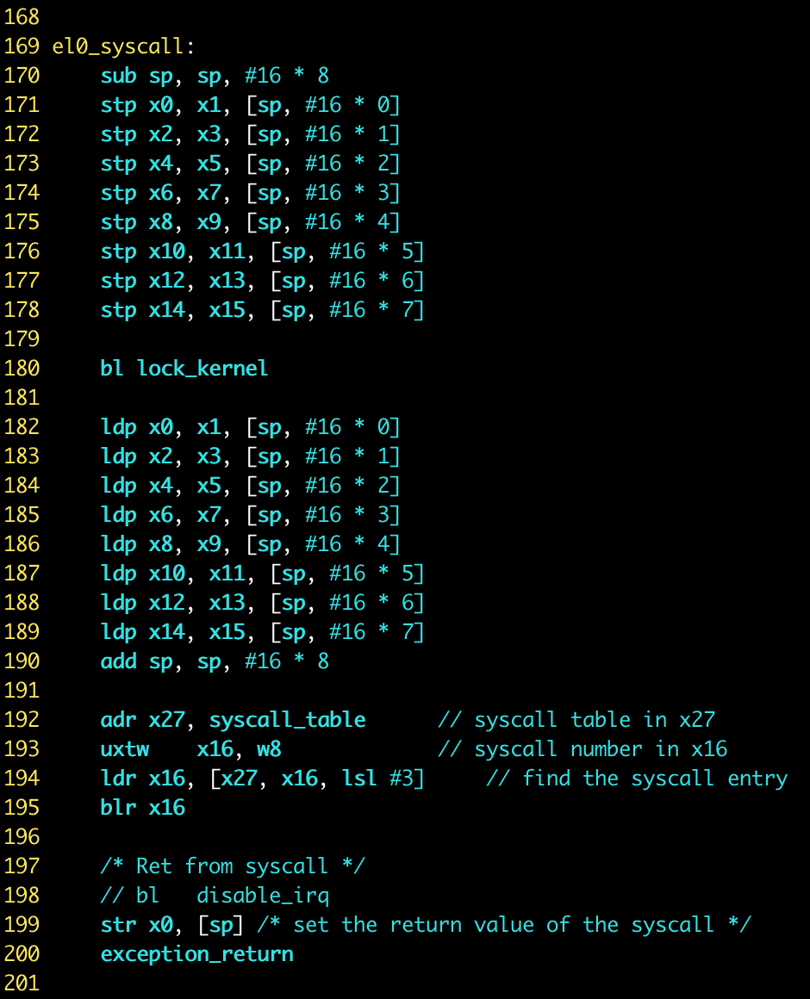 168
169 el0_syscall:
170     sub sp, sp, #16 * 8
171     stp x0, x1, [sp, #16 * 0]
172     stp x2, x3, [sp, #16 * 1]
173     stp x4, x5, [sp, #16 * 2]
174     stp x6, x7, [sp, #16 * 3]
175     stp x8, x9, [sp, #16 * 4]
176     stp x10, x11, [sp, #16 * 5]
177     stp x12, x13, [sp, #16 * 6]
178     stp x14, x15, [sp, #16 * 7]
179
180     bl lock_kernel
181
182     ldp x0, x1, [sp, #16 * 0]
183     ldp x2, x3, [sp, #16 * 1]
184     ldp x4, x5, [sp, #16 * 2]
185     ldp x6, x7, [sp, #16 * 3]
186     ldp x8, x9, [sp, #16 * 4]
187     ldp x10, x11, [sp, #16 * 5]
188     ldp x12, x13, [sp, #16 * 6]
189     ldp x14, x15, [sp, #16 * 7]
190     add sp, sp, #16 * 8
191
192     adr x27, syscall_table      // syscall table in x27
193     uxtw    x16, w8             // syscall number in x16
194     ldr x16, [x27, x16, lsl #3]     // find the syscall entry
195     blr x16
196
197     /* Ret from syscall */
198     // bl   disable_irq
199     str x0, [sp] /* set the return value of the syscall */
200     exception_return
201